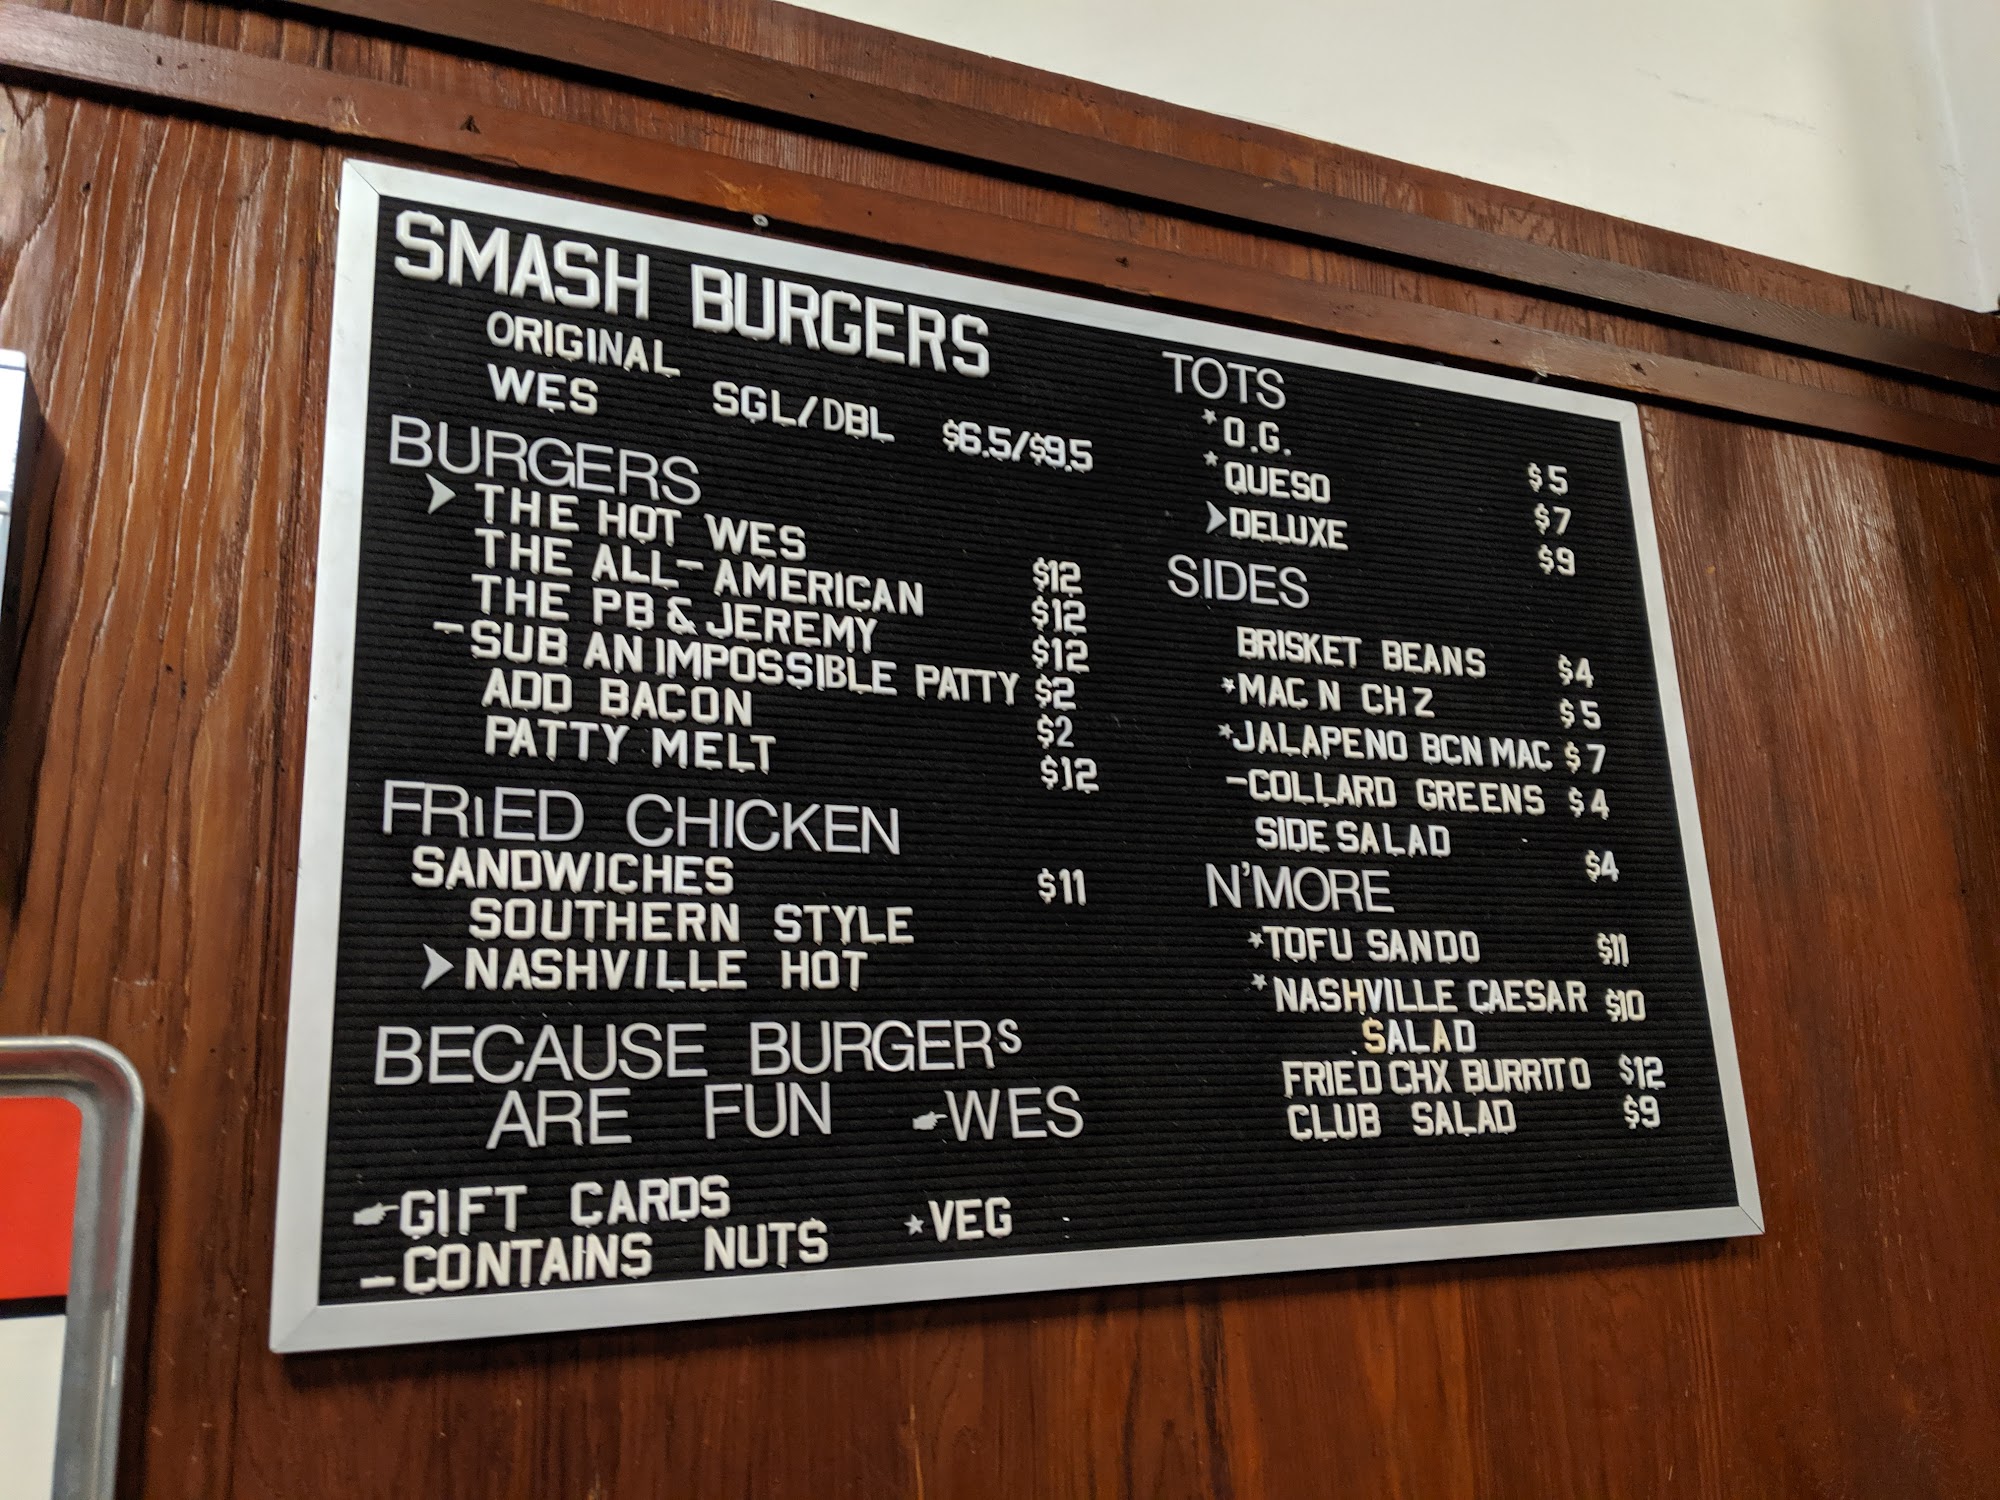 SMASH BURGERS
ORIGINAL
WES SGL/DBL $6.5/$9.5
BURGERS
➤ THE HOT WES $12
THE ALL-AMERICAN $12
THE PB & JEREMY $12
-SUB AN IMPOSSIBLE PATTY $2
ADD BACON $2
PATTY MELT $12
FRiED CHICKEN
SANDWICHES $11
SOUTHERN STYLE
➤ NASHVILLE HOT
BECAUSE BURGERS
ARE FUN ☛WES
☛GIFT CARDS
-CONTAINS NUTS *VEG
TOTS
*O.G. $5
*QUESO $7
➤DELUXE $9
SIDES
BRISKET BEANS $4
*MAC N CHZ $5
*JALAPENO BCN MAC $7
-COLLARD GREENS $4
SIDE SALAD $4
N'MORE
*TOFU SANDO $11
*NASHVILLE CAESAR $10
SALAD
FRIED CHX BURRITO $12
CLUB SALAD $9